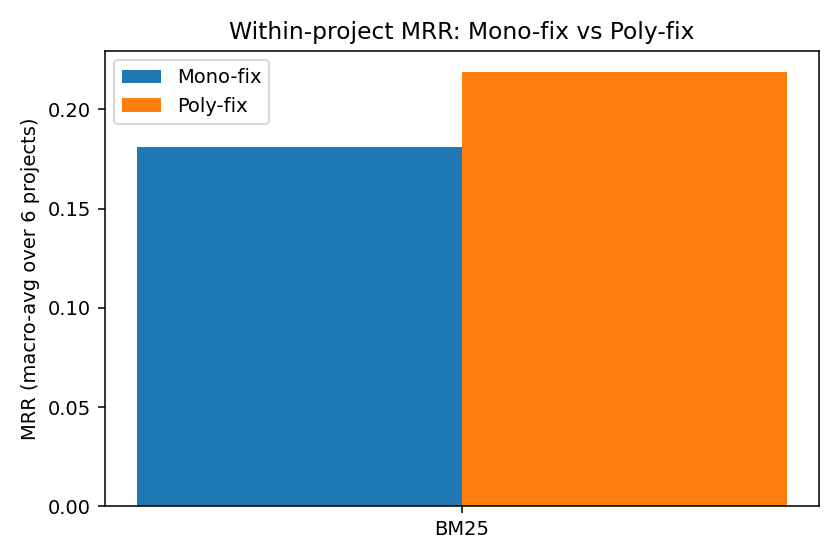 Within-project MRR: Mono-fix vs Poly-fix
Mono-fix
Poly-fix
MRR (macro-avg over 6 projects)
0.20
0.15
0.10
0.05
0.00
BM25